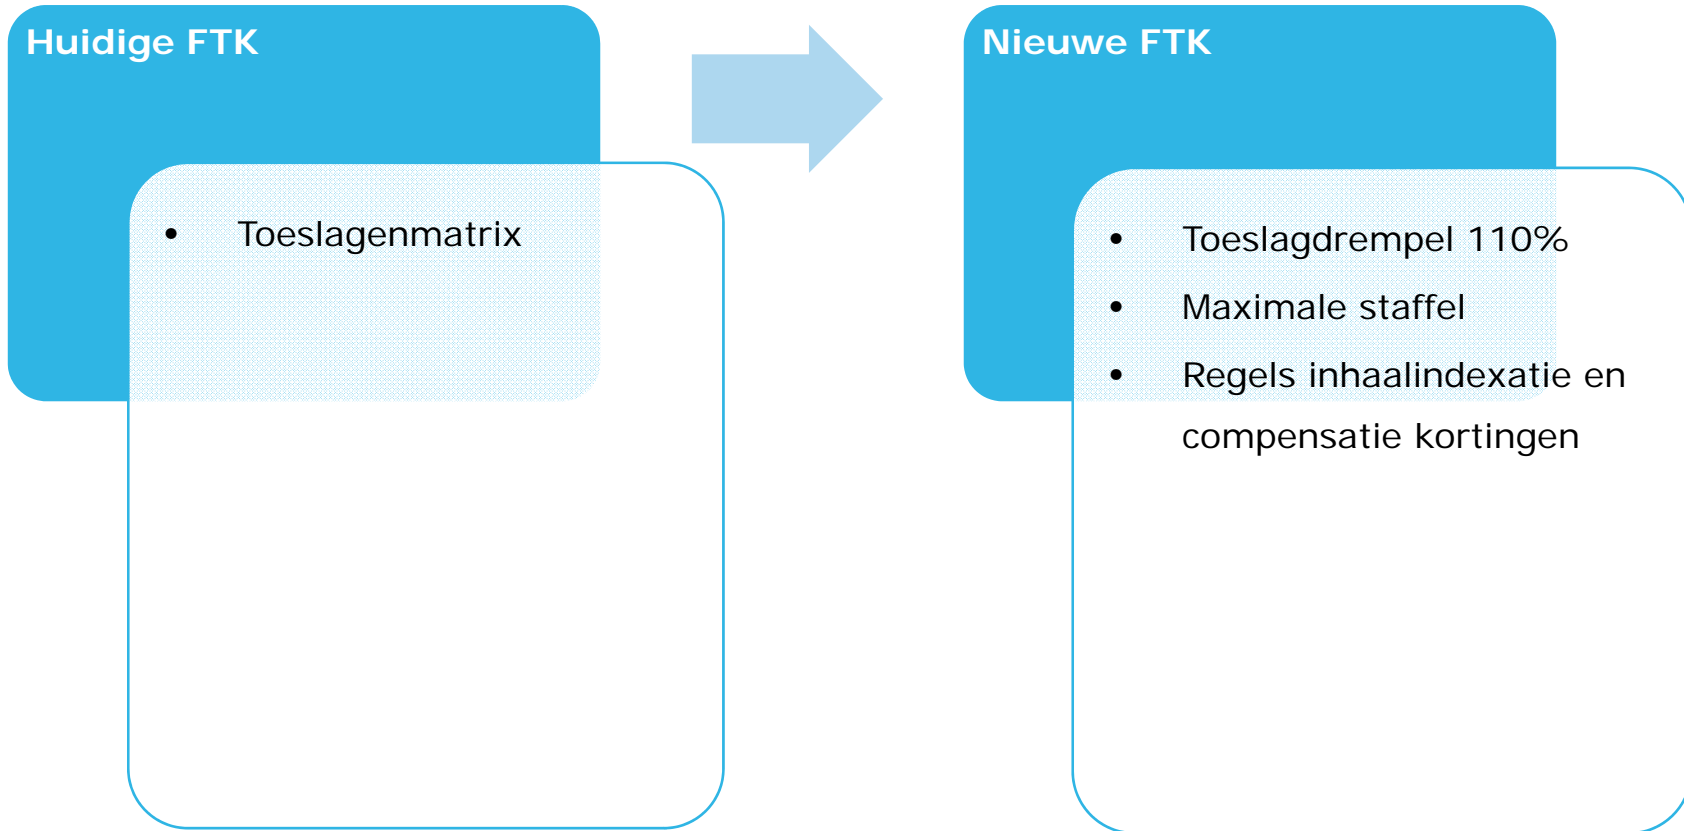 Huidige FTK
• Toeslagenmatrix
Nieuwe FTK
• Toeslagdrempel 110%
• Maximale staffel
• Regels inhaalindexatie en
compensatie kortingen